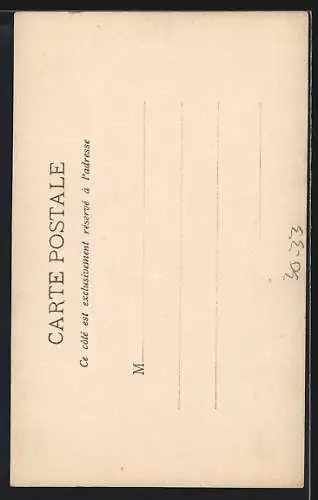 CARTE POSTALE
Ce côté est exclusivement réservé à l'adresse
M
30-33